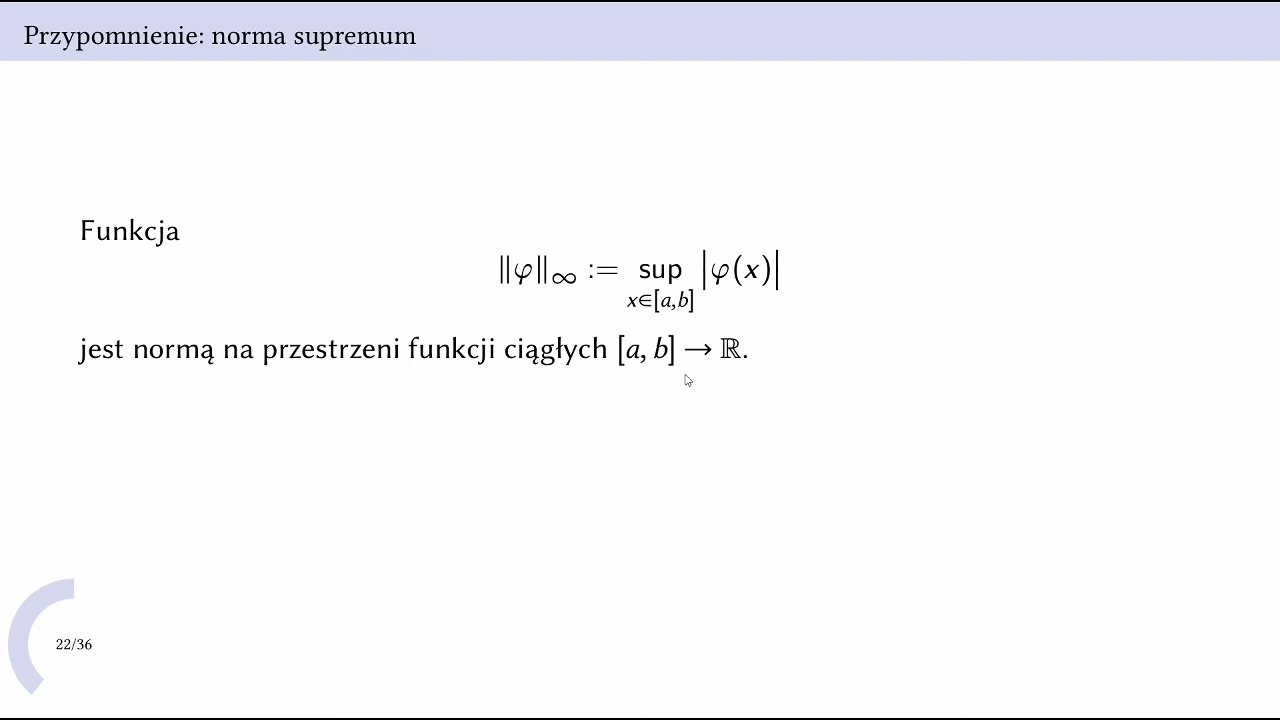 Przypomnienie: norma supremum
Funkcja
‖φ‖∞ := sup |φ(x)|
x∈[a,b]
jest normą na przestrzeni funkcji ciągłych [a, b] → ℝ.
22/36